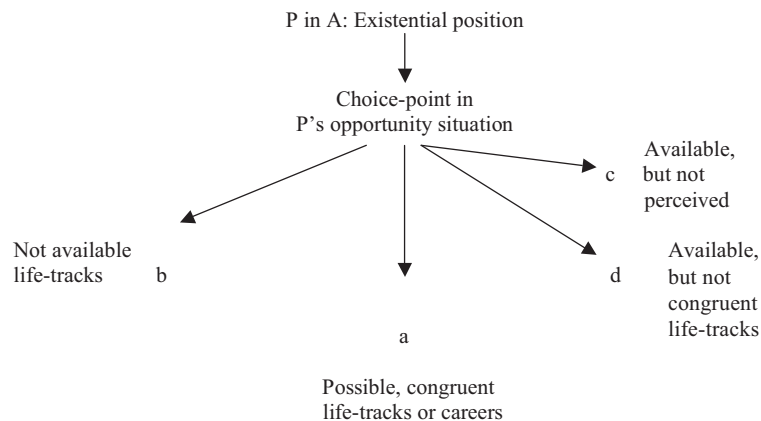 P in A: Existential position
Choice-point in
P's opportunity situation
c
Available,
but not
perceived
Not available
life-tracks
b
d
Available,
but not
congruent
life-tracks
a
Possible, congruent
life-tracks or careers